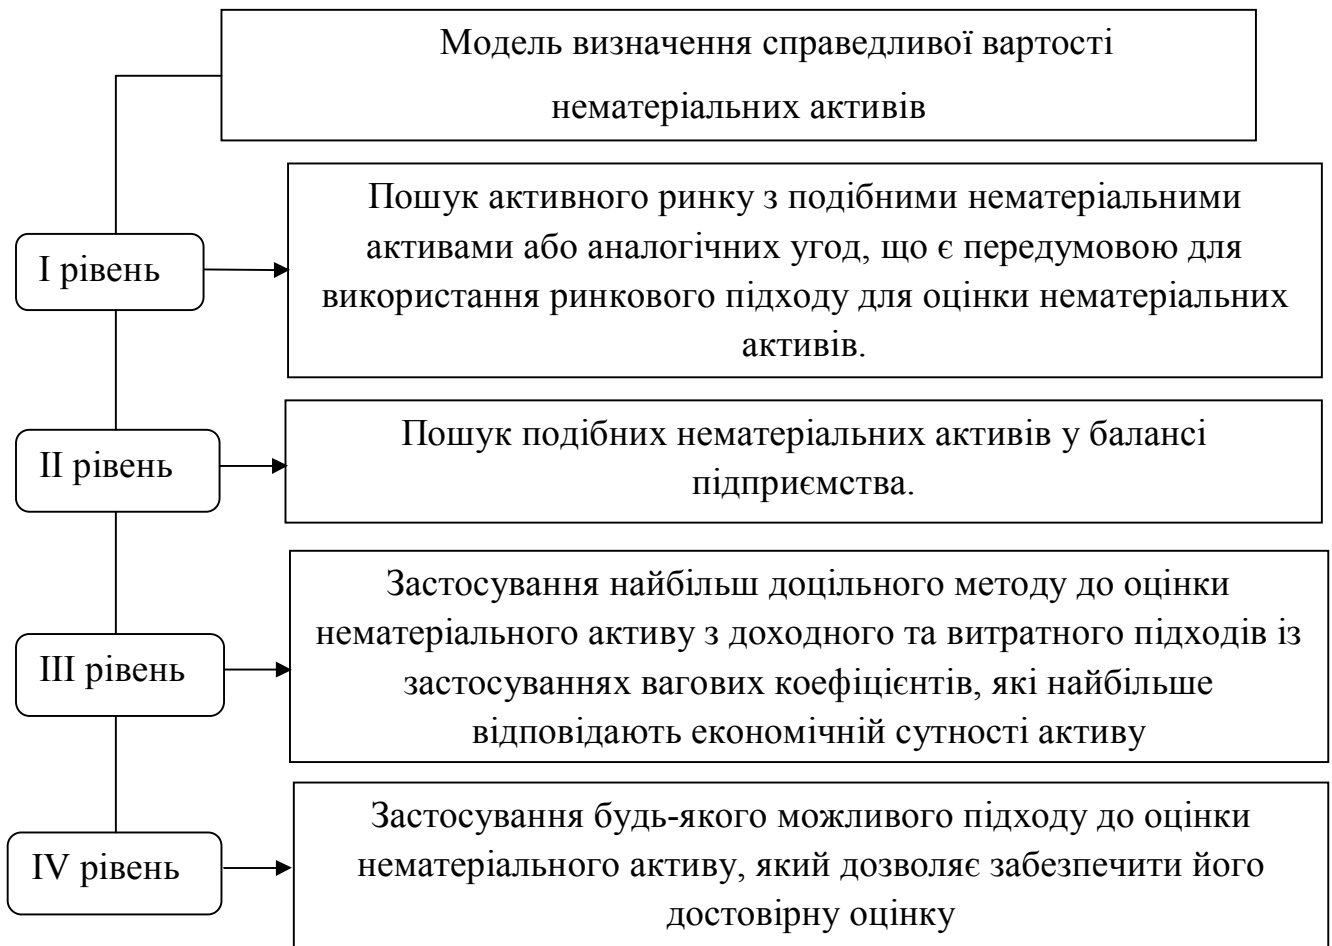 Модель визначення справедливої вартості
нематеріальних активів
І рівень
Пошук активного ринку з подібними нематеріальними
активами або аналогічних угод, що є передумовою для
використання ринкового підходу для оцінки нематеріальних
активів.
ІІ рівень
Пошук подібних нематеріальних активів у балансі
підприємства.
ІІІ рівень
Застосування найбільш доцільного методу до оцінки
нематеріального активу з доходного та витратного підходів із
застосуваннях вагових коефіцієнтів, які найбільше
відповідають економічній сутності активу
IV рівень
Застосування будь-якого можливого підходу до оцінки
нематеріального активу, який дозволяє забезпечити його
достовірну оцінку